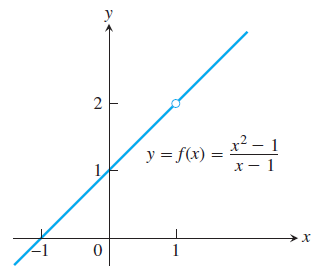 y
2
y = f(x) = x² – 1 / x – 1
1
–1 0 1 x